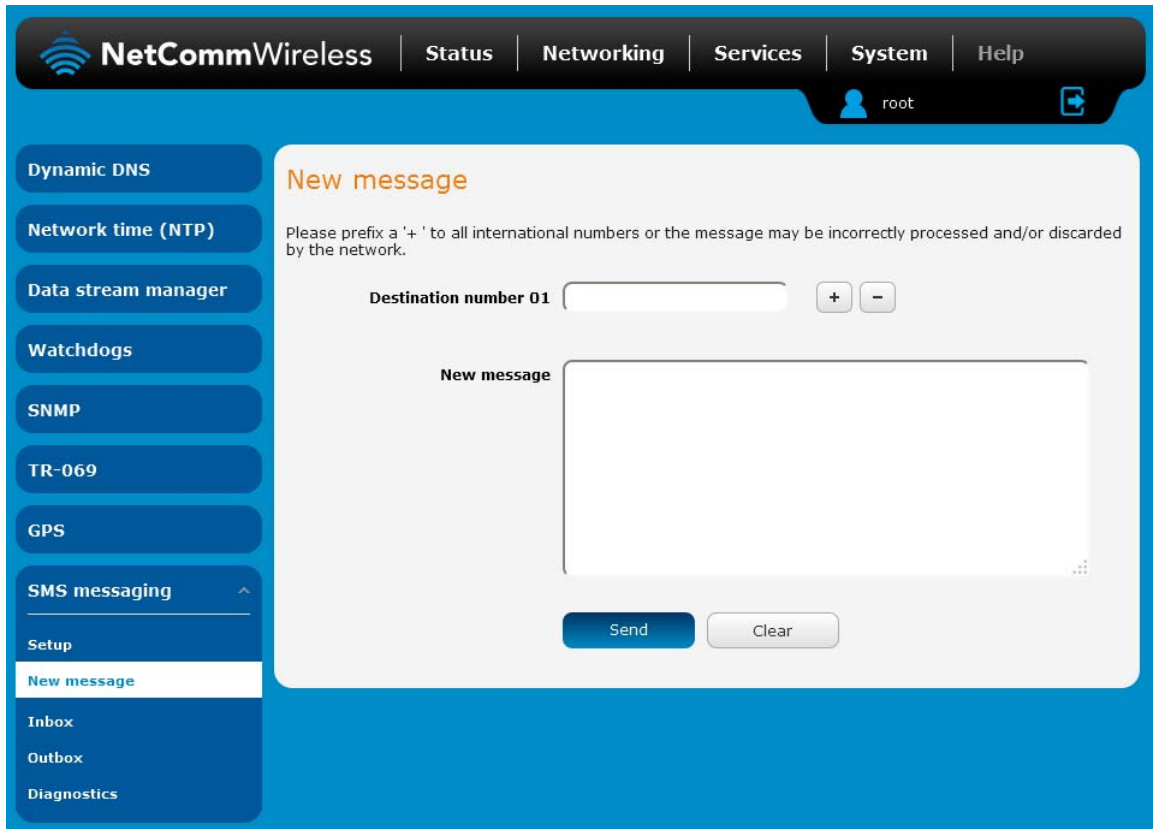 NetCommWireless
Status
Networking
Services
System
Help
root
Dynamic DNS
Network time (NTP)
Data stream manager
Watchdogs
SNMP
TR-069
GPS
SMS messaging
Setup
New message
Inbox
Outbox
Diagnostics
New message
Please prefix a '+ ' to all international numbers or the message may be incorrectly processed and/or discarded
by the network.
Destination number 01
+ -
New message
Send
Clear